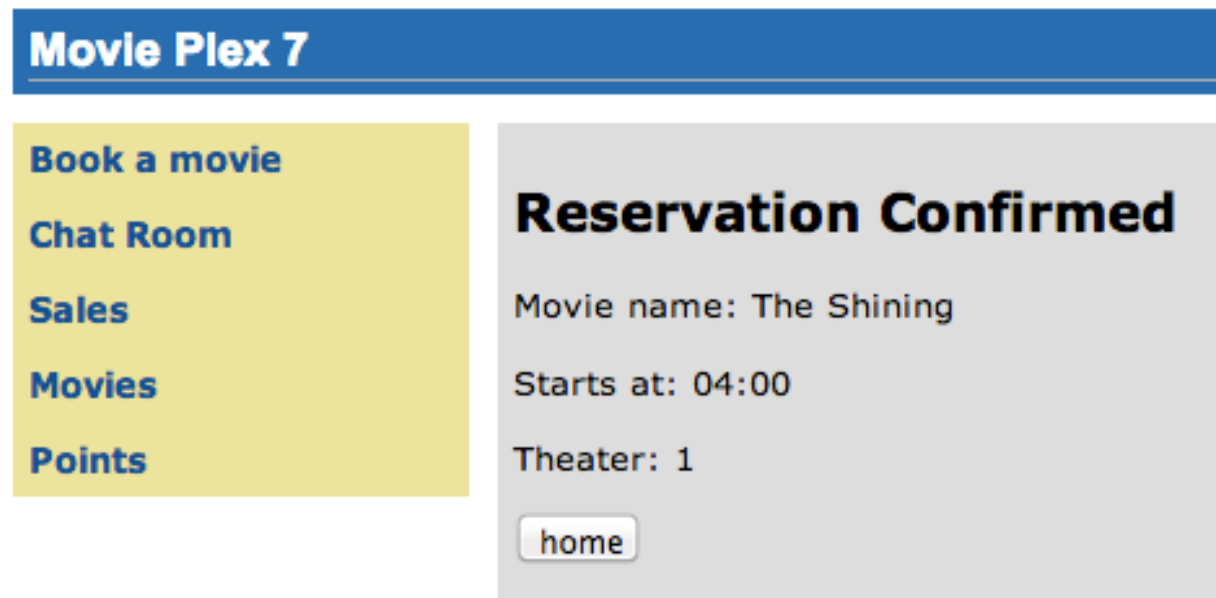 Movie Plex 7
Book a movie
Chat Room
Sales
Movies
Points
Reservation Confirmed
Movie name: The Shining
Starts at: 04:00
Theater: 1
home